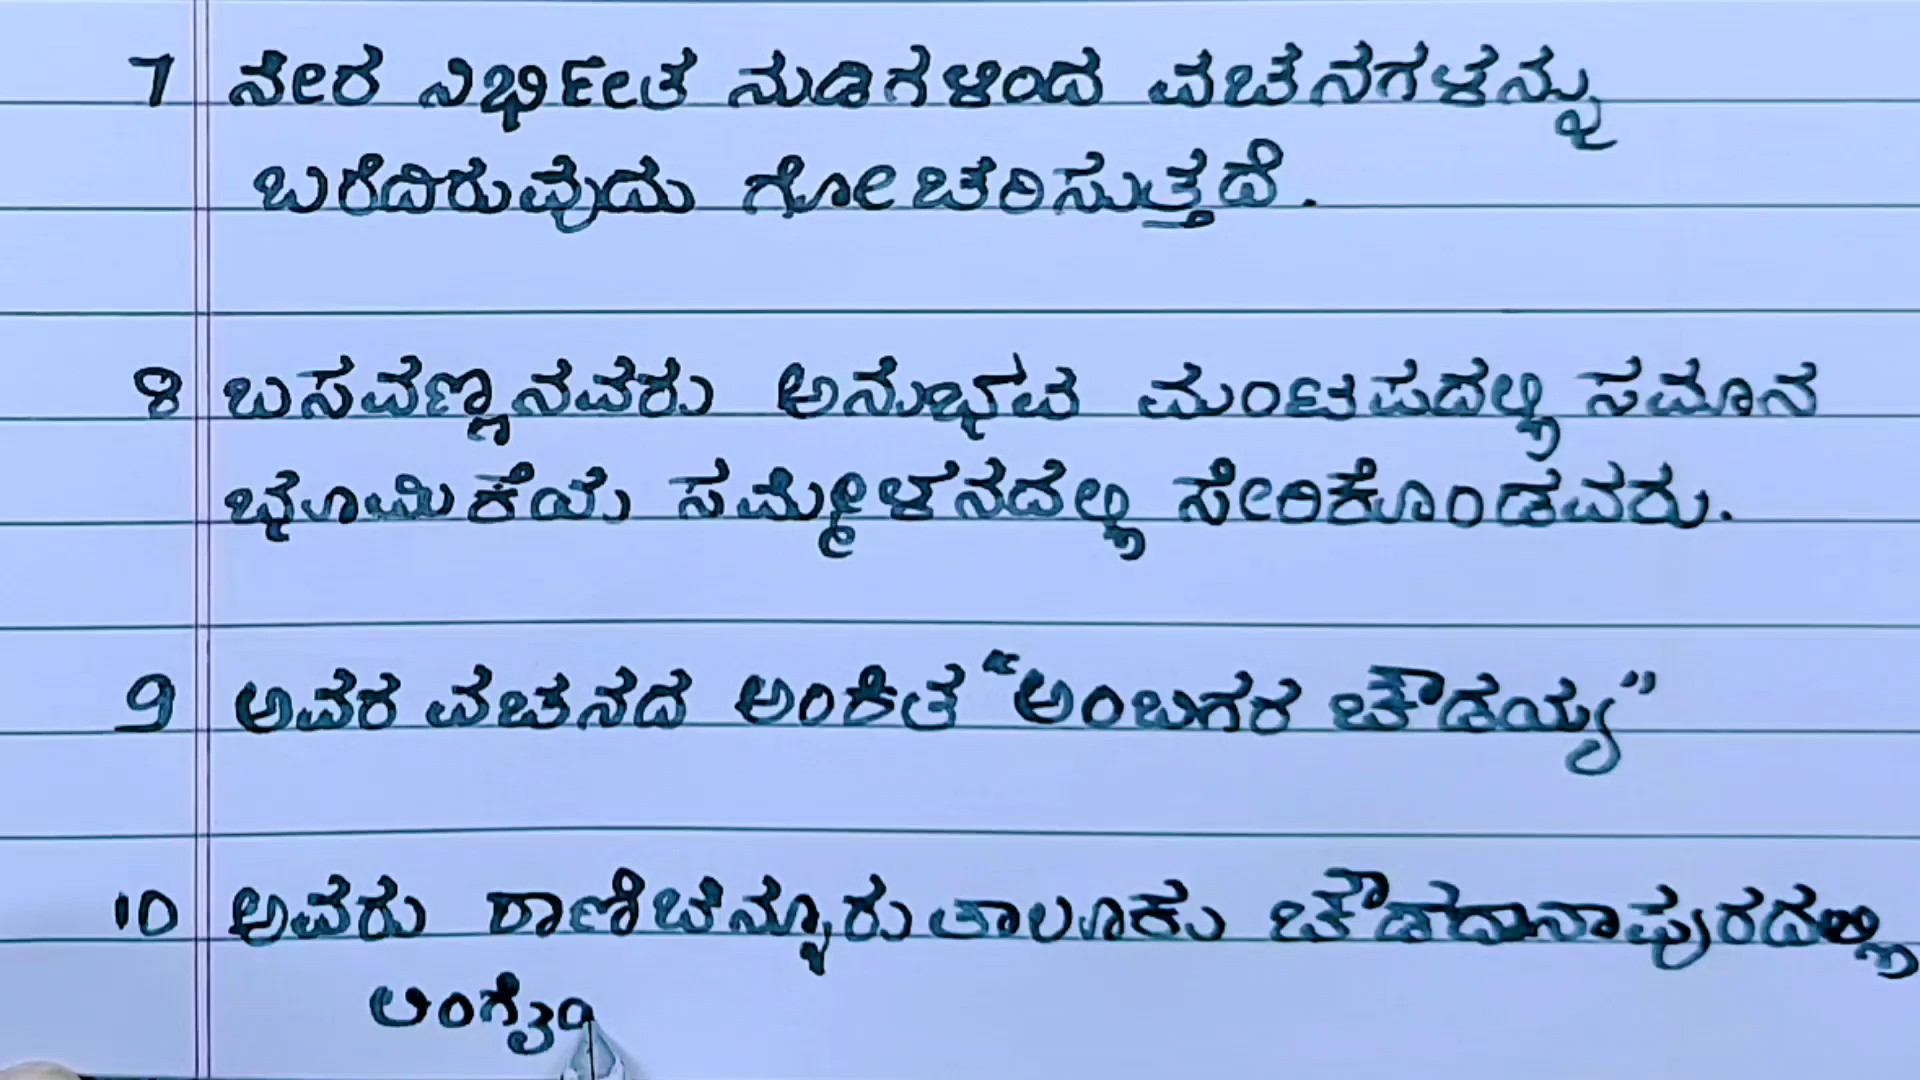 7 ನೇರ ನಿರ್ಭೀತ ನುಡಿಗಳಿಂದ ವಚನಗಳನ್ನು
ಬರೆದಿರುವುದು ಗೋಚರಿಸುತ್ತದೆ.
8 ಬಸವಣ್ಣನವರು ಅನುಭವ ಮಂಟಪದಲ್ಲಿ ಸಮಾನ
ಭೂಮಿಕೆಯ ಸಮ್ಮೇಳನದಲ್ಲಿ ಸೇರಿಕೊಂಡವರು.
9 ಅವರ ವಚನದ ಅಂಕಿತ "ಅಂಬಿಗರ ಚೌಡಯ್ಯ"
10 ಅವರು ರಾಣಿಬೆನ್ನೂರು ತಾಲೂಕು ಚೌಡದಾನಾಪುರದಲ್ಲಿ